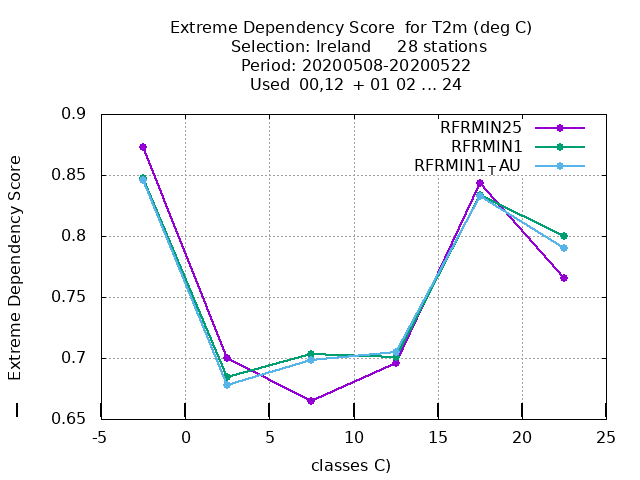 Extreme Dependency Score  for T2m (deg C)
Selection: Ireland     28 stations
Period: 20200508-20200522
Used  00,12  + 01 02 ... 24
RFRMIN25
RFRMIN1
RFRMIN1TAU
Extreme Dependency Score
0.9
0.85
0.8
0.75
0.7
0.65
-5 0 5 10 15 20 25
classes C)